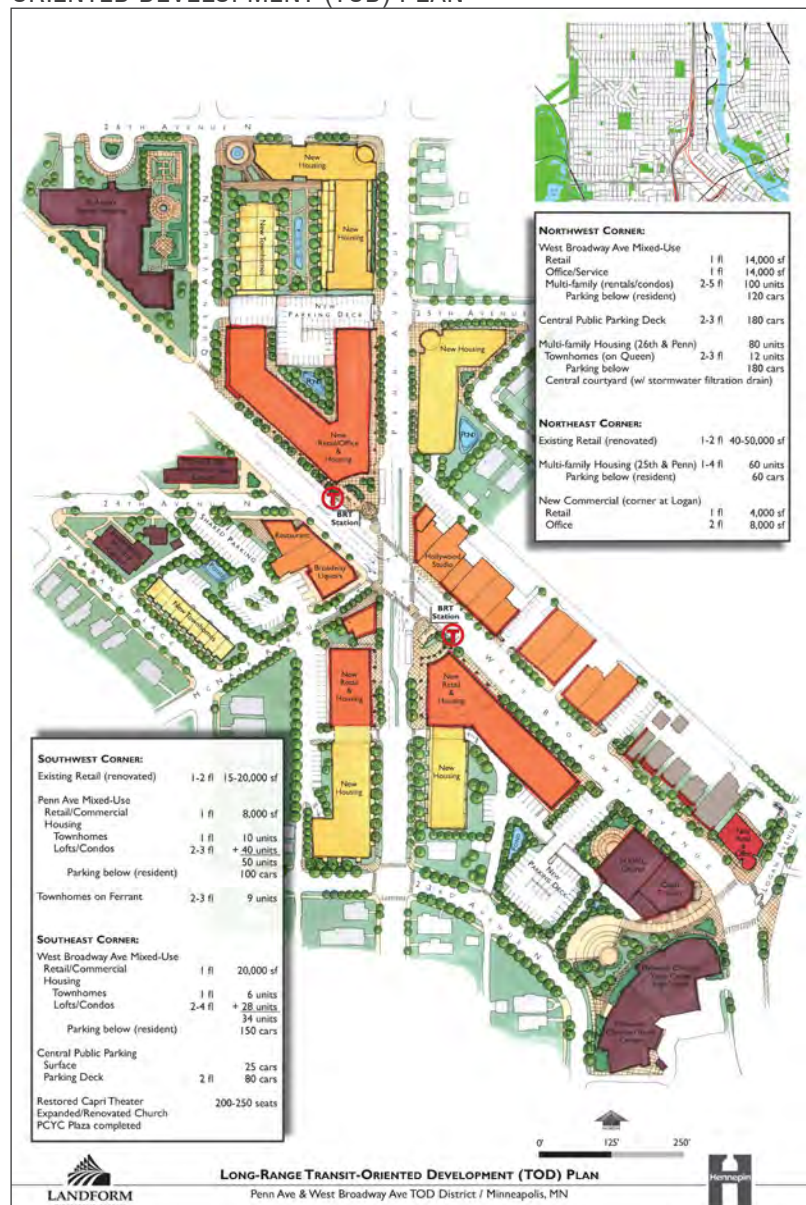 ORIENTED DEVELOPMENT (TOD) PLAN
26TH AVENUE N
New
Housing
New Townhomes
New
Housing
QUEEN AVENUE N
NEW
PARKING DECK
PENN AVENUE
25TH AVENUE
New Housing
POND
POND
New
Retail/Office
&
Housing
T
BRT
Station
24TH AVENUE N
SHARED PARKING
Restaurant
Broadway
Liquors
Hollywood
Studio
FERRANT PLACE
New Townhomes
MCNAIR AVENUE
BRT
Station
T
WEST BROADWAY AVENUE
New
Retail
&
Housing
New
Retail
&
Housing
New
Housing
New
Housing
NEW
PARKING DECK
23RD AVENUE N
Capri
LOGAN AVENUE N
NORTHWEST CORNER:
West Broadway Ave Mixed-Use
Retail 1 fl 14,000 sf
Office/Service 1 fl 14,000 sf
Multi-family (rentals/condos) 2-5 fl 100 units
Parking below (resident) 120 cars
Central Public Parking Deck 2-3 fl 180 cars
Multi-family Housing (26th & Penn) 80 units
Townhomes (on Queen) 2-3 fl 12 units
Parking below 180 cars
Central courtyard (w/ stormwater filtration drain)
NORTHEAST CORNER:
Existing Retail (renovated) 1-2 fl 40-50,000 sf
Multi-family Housing (25th & Penn) 1-4 fl 60 units
Parking below (resident) 60 cars
New Commercial (corner at Logan)
Retail 1 fl 4,000 sf
Office 2 fl 8,000 sf
SOUTHWEST CORNER:
Existing Retail (renovated) 1-2 fl 15-20,000 sf
Penn Ave Mixed-Use
Retail/Commercial 1 fl 8,000 sf
Housing
Townhomes 1 fl 10 units
Lofts/Condos 2-3 fl + 40 units
50 units
Parking below (resident) 100 cars
Townhomes on Ferrant 2-3 fl 9 units
SOUTHEAST CORNER:
West Broadway Ave Mixed-Use
Retail/Commercial 1 fl 20,000 sf
Housing
Townhomes 1 fl 6 units
Lofts/Condos 2-4 fl + 28 units
34 units
Parking below (resident) 150 cars
Central Public Parking
Surface 25 cars
Parking Deck 2 fl 80 cars
Restored Capri Theater 200-250 seats
Expanded/Renovated Church
PCYC Plaza completed
0' 125' 250'
LANDFORM
LONG-RANGE TRANSIT-ORIENTED DEVELOPMENT (TOD) PLAN
Penn Ave & West Broadway Ave TOD District / Minneapolis, MN
Hennepin